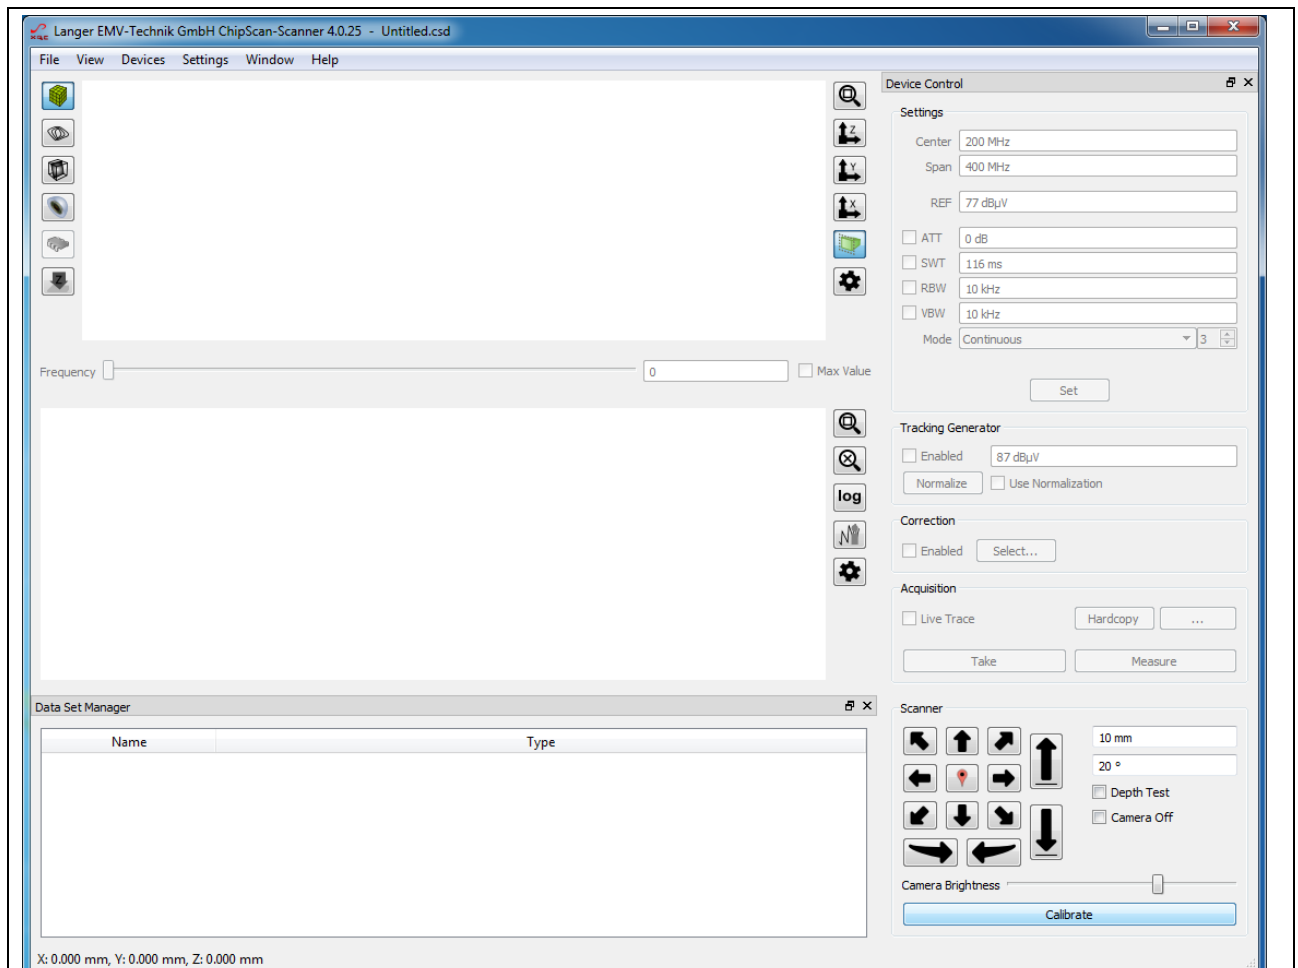 Langer EMV-Technik GmbH ChipScan-Scanner 4.0.25 - Untitled.csd
File View Devices Settings Window Help
Z
Y
X
Z
Frequency 0 Max Value
log
Data Set Manager
Name Type
X: 0.000 mm, Y: 0.000 mm, Z: 0.000 mm
Device Control
Settings
Center 200 MHz
Span 400 MHz
REF 77 dBµV
ATT 0 dB
SWT 116 ms
RBW 10 kHz
VBW 10 kHz
Mode Continuous 3
Set
Tracking Generator
Enabled 87 dBµV
Normalize Use Normalization
Correction
Enabled Select...
Acquisition
Live Trace Hardcopy ...
Take Measure
Scanner
10 mm
20 °
Depth Test
Camera Off
Camera Brightness
Calibrate